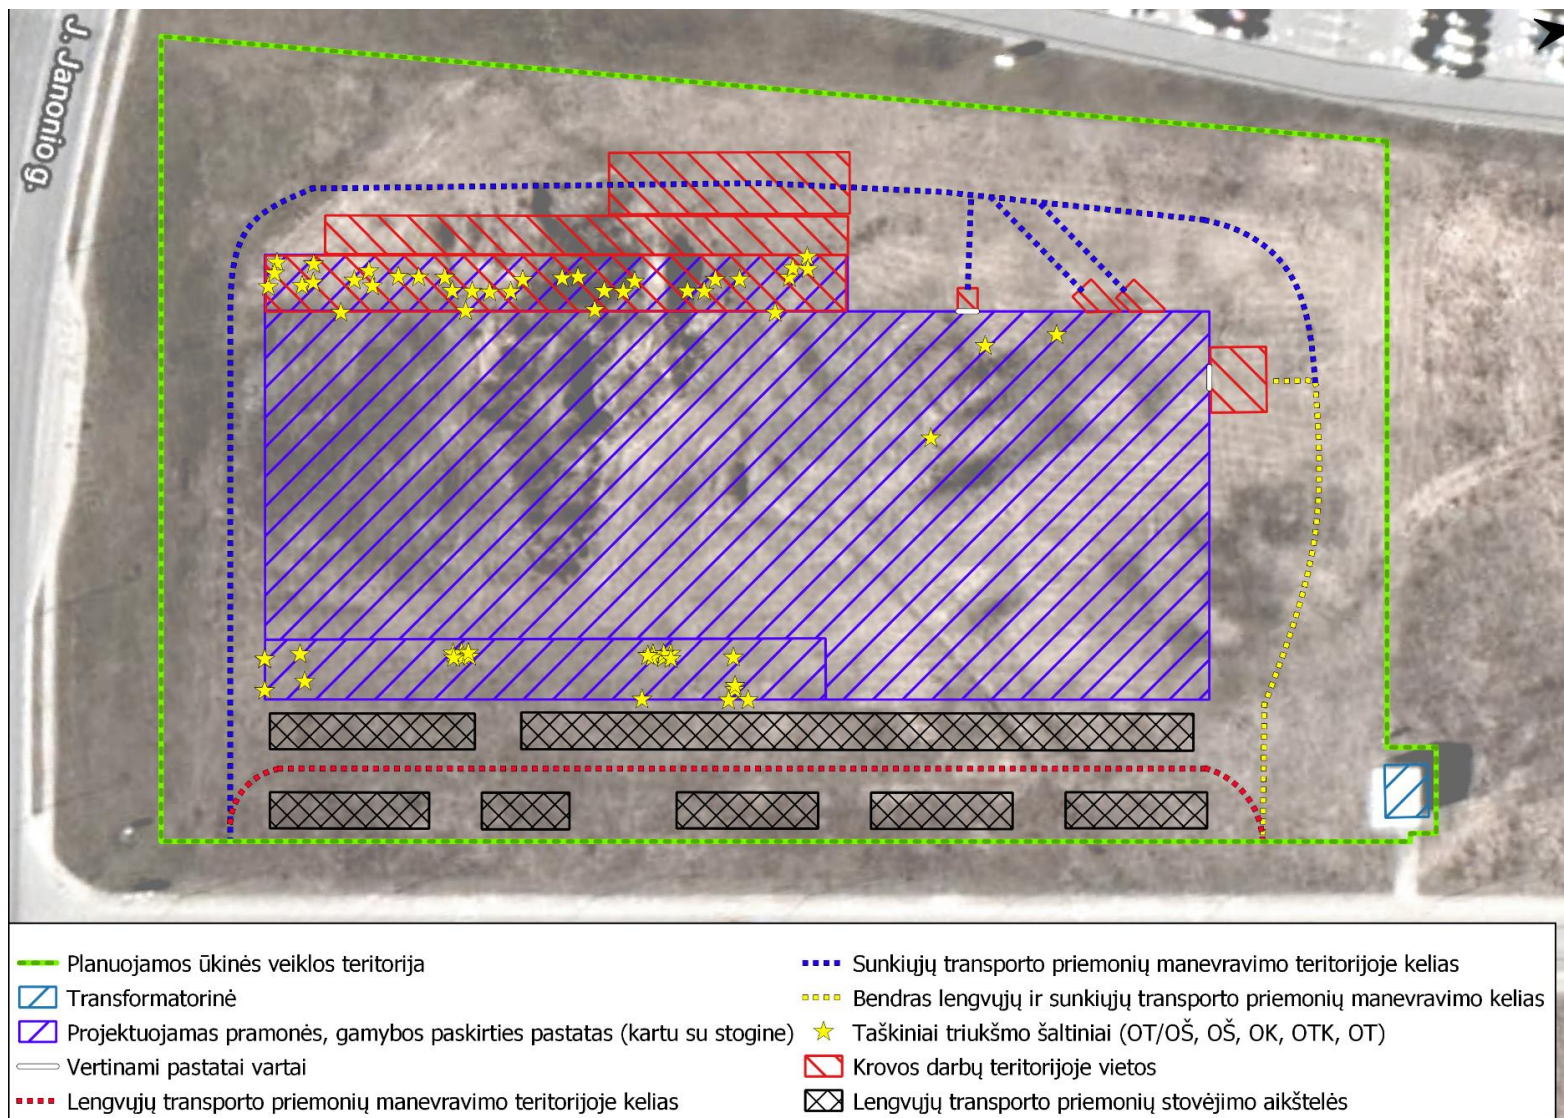 J. Janonio g.
Planuojamos ūkinės veiklos teritorija
Transformatorinė
Projektuojamas pramonės, gamybos paskirties pastatas (kartu su stogine)
Vertinami pastatai vartai
Lengvųjų transporto priemonių manevravimo teritorijoje kelias
Sunkiųjų transporto priemonių manevravimo teritorijoje kelias
Bendras lengvųjų ir sunkiųjų transporto priemonių manevravimo kelias
Taškiniai triukšmo šaltiniai (OT/OŠ, OŠ, OK, OTK, OT)
Krovos darbų teritorijoje vietos
Lengvųjų transporto priemonių stovėjimo aikštelės